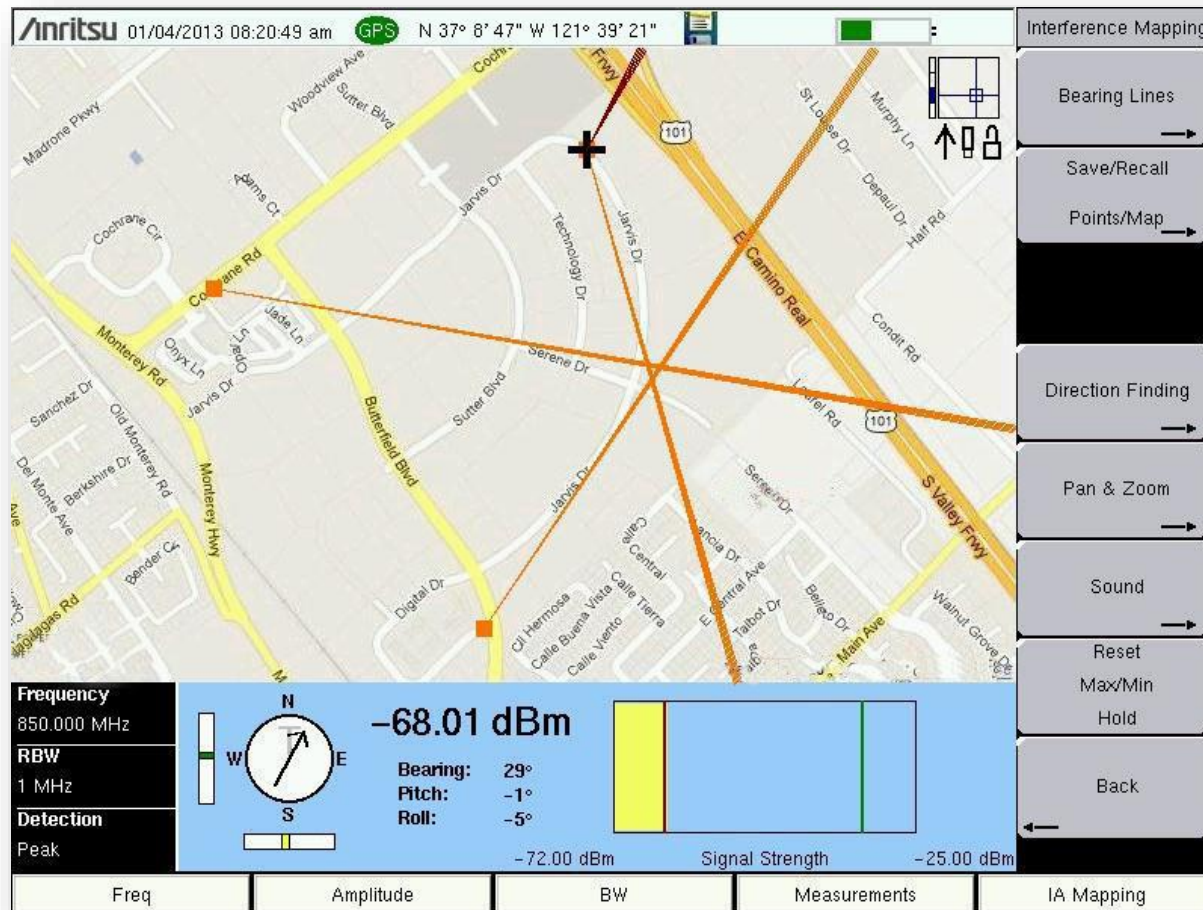 Anritsu 01/04/2013 08:20:49 am GPS N 37° 8' 47" W 121° 39' 21"
Interference Mapping
Bearing Lines
Save/Recall
Points/Map
Direction Finding
Pan & Zoom
Sound
Reset
Max/Min
Hold
Back
Madrone Pkwy
Woodview Ave
Sutter Blvd
Cochr
Frwy
101
St Louise Dr
Murphy Ln
Depaul Dr
Half Rd
Adams Ct
Jarvis Dr
Jarvis Dr
Technology Dr
Cochrane Cir
Cochrane Rd
El Camino Real
Condit Rd
Jade Ln
Opal Ln
Onyx Ln
Monterey Rd
Jarvis Dr
Serene Dr
Sutter Blvd
Laurel Rd
101
Sanchez Dr
Old Monterey Rd
Butterfield Blvd
Berkshire Dr
Del Monte Ave
Monterey Hwy
Jarvis Dr
Serene Dr
S Valley Frwy
Ave
Bender Cr
Digital Dr
Calle
Central
Calle Tierra
Cll Hermosa
Calle Buena Vista
Calle Viento
ancia Dr
E Central Ave
Talbot Dr
Main Ave
Walnut Grove Dr
Frequency
850.000 MHz
RBW
1 MHz
Detection
Peak
N
W
E
S
T
-68.01 dBm
Bearing: 29°
Pitch: -1°
Roll: -5°
-72.00 dBm Signal Strength -25.00 dBm
Freq Amplitude BW Measurements IA Mapping